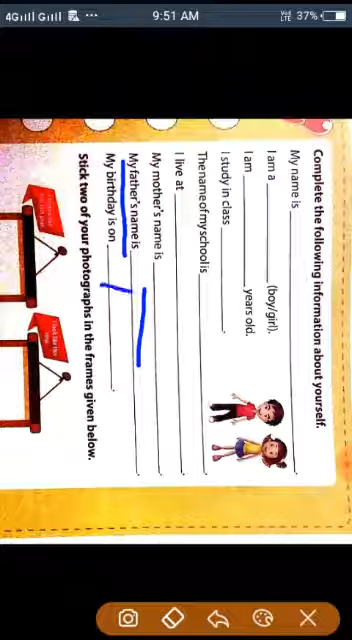 4G G 9:51 AM VoLTE 37%
Complete the following information about yourself.
My name is
I am a (boy/girl).
I am years old.
I study in class .
The name of my school is .
I live at .
My mother's name is .
My father's name is .
My birthday is on .
Stick two of your photographs in the frames given below.